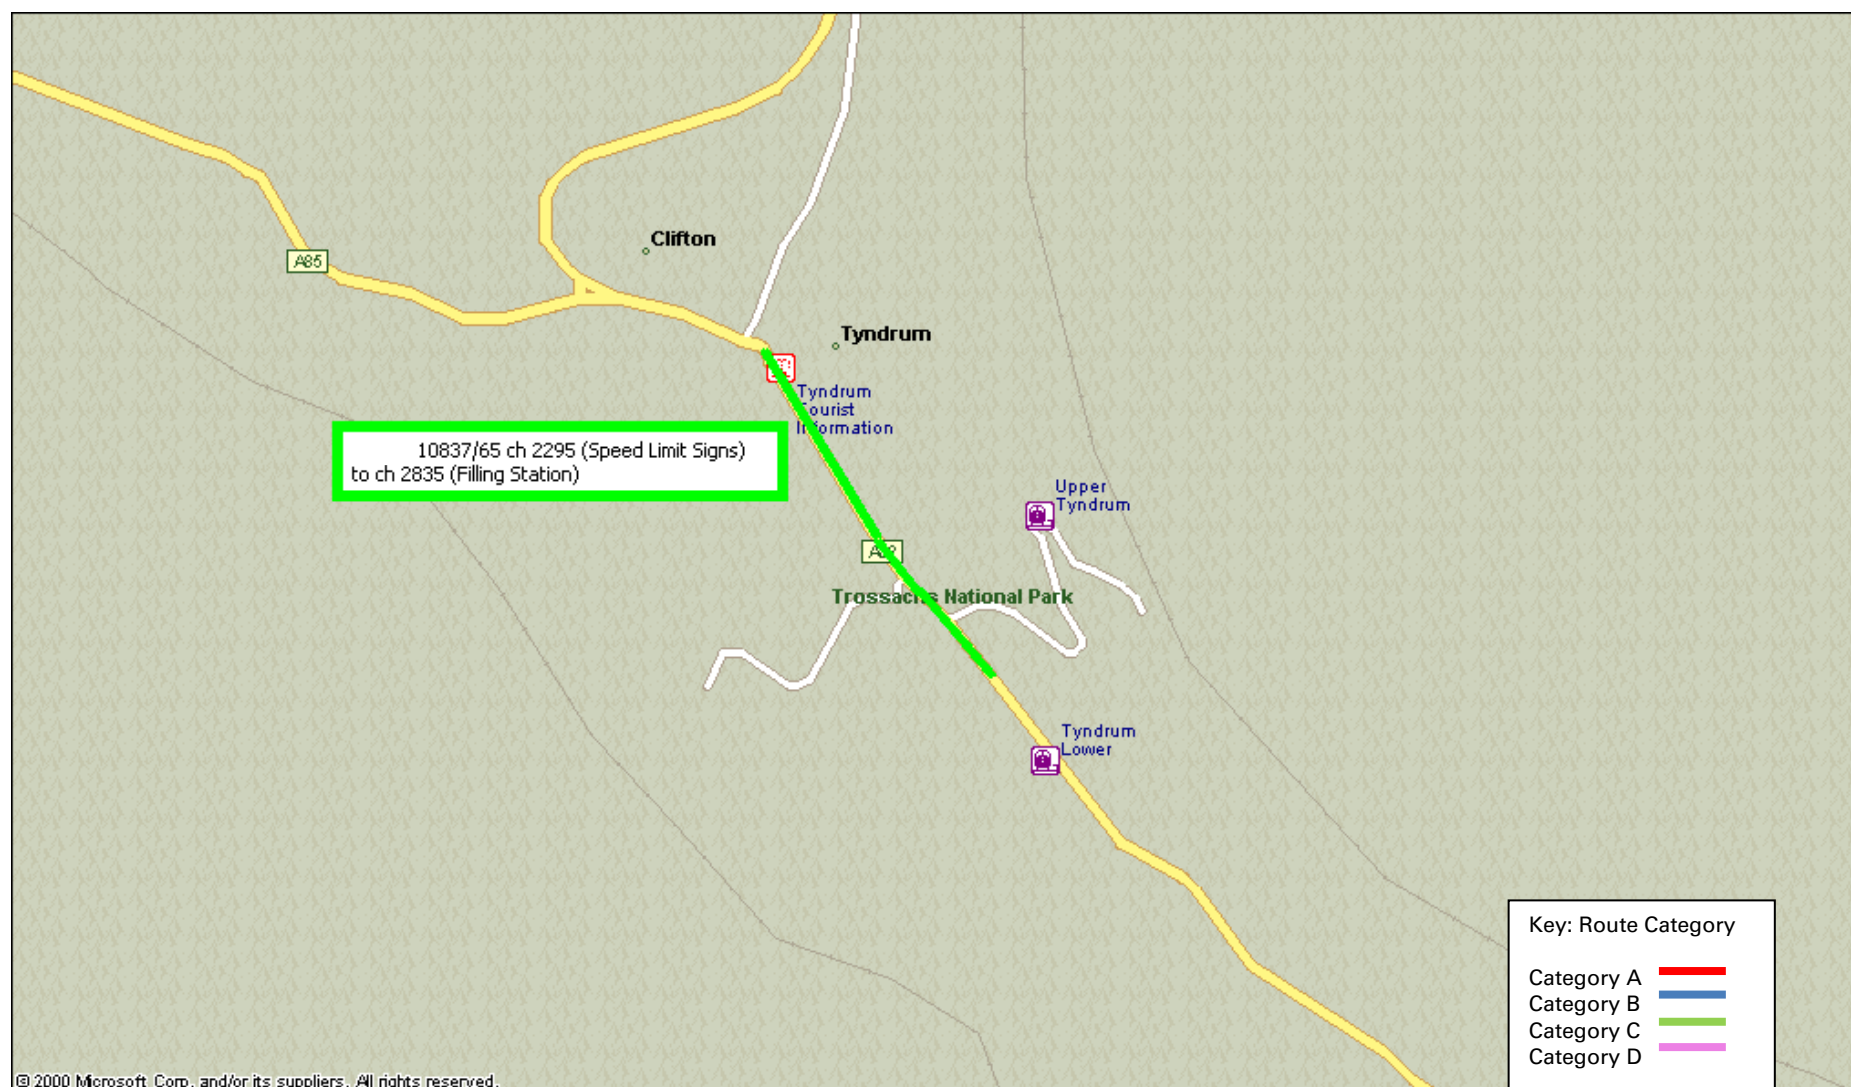 Clifton
A85
Tyndrum
Tyndrum
Tourist
Information
10837/65 ch 2295 (Speed Limit Signs)
to ch 2835 (Filling Station)
Upper
Tyndrum
Trossachs National Park
Tyndrum
Lower
Key: Route Category
Category A
Category B
Category C
Category D
© 2000 Microsoft Corp. and/or its suppliers. All rights reserved.